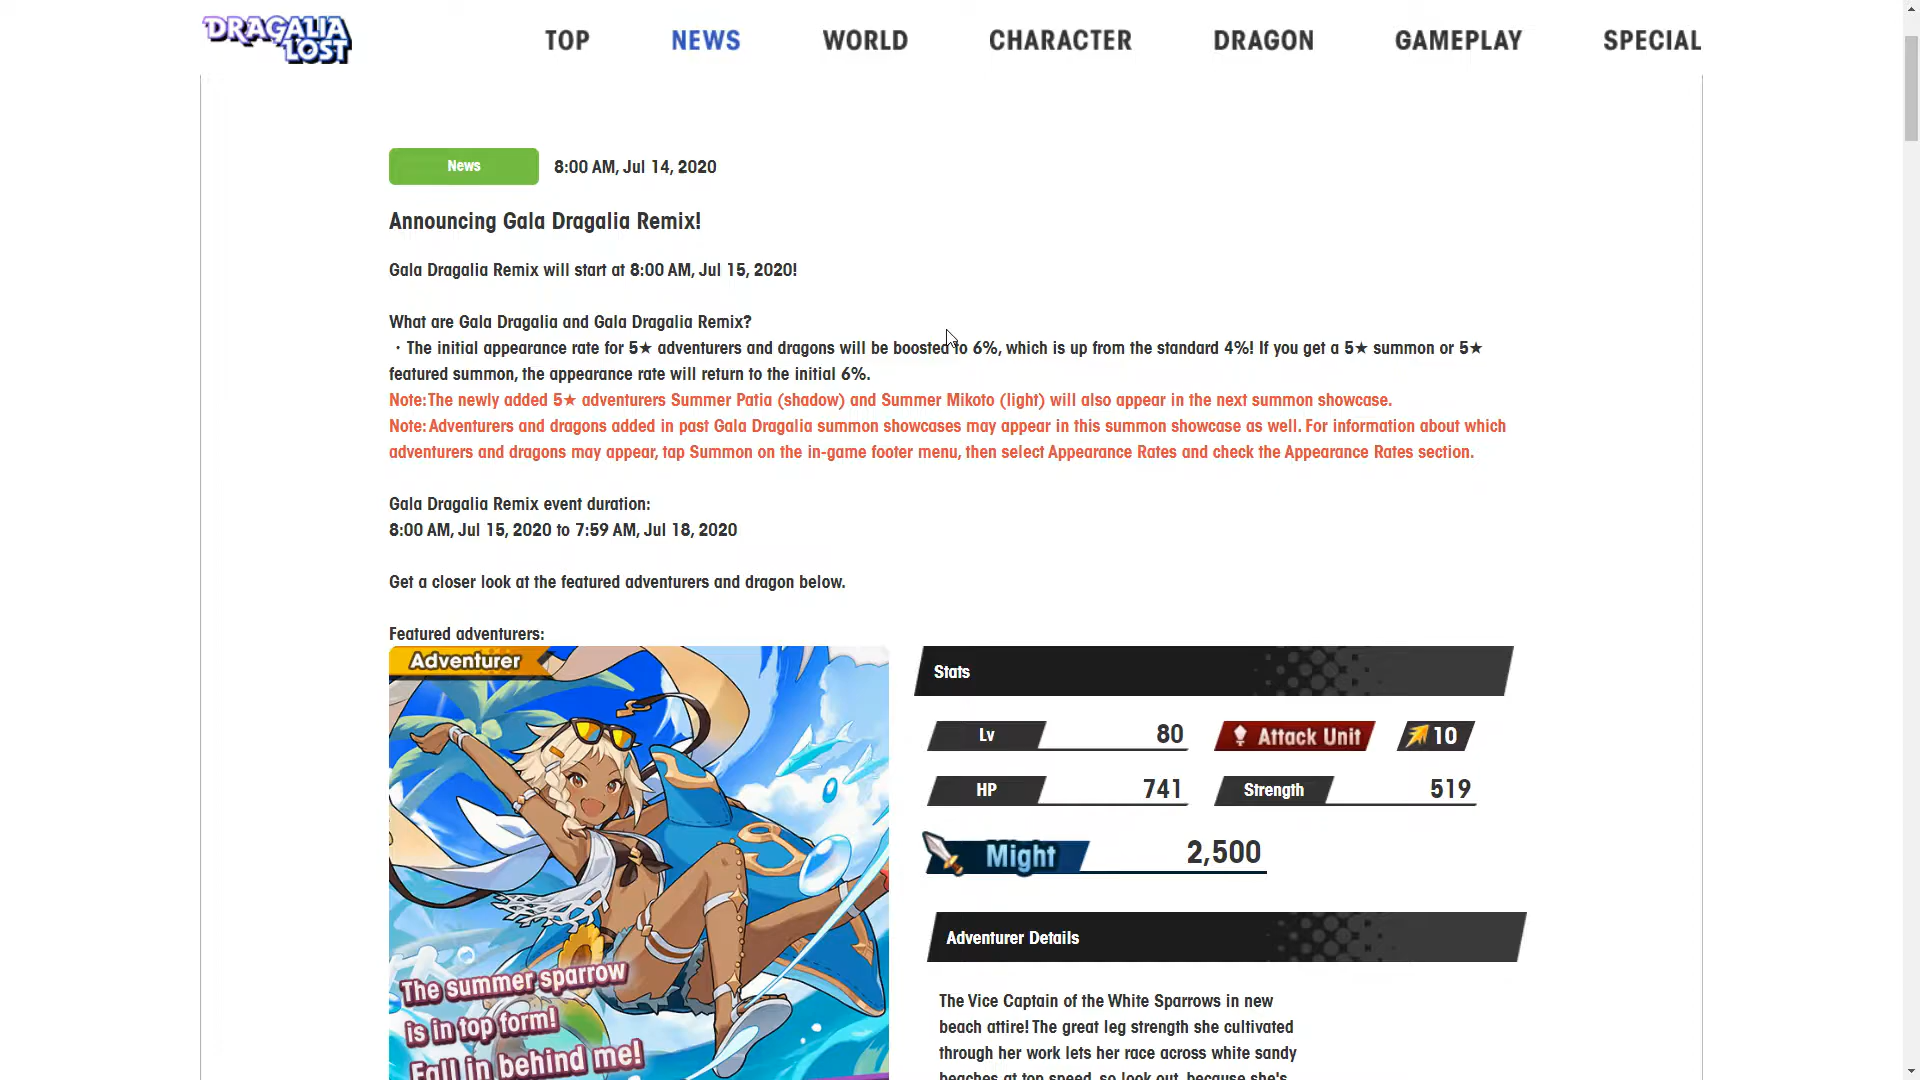 DRAGALIA
LOST
TOP NEWS WORLD CHARACTER DRAGON GAMEPLAY SPECIAL
News 8:00 AM, Jul 14, 2020
Announcing Gala Dragalia Remix!
Gala Dragalia Remix will start at 8:00 AM, Jul 15, 2020!
What are Gala Dragalia and Gala Dragalia Remix?
・The initial appearance rate for 5★ adventurers and dragons will be boosted to 6%, which is up from the standard 4%! If you get a 5★ summon or 5★
featured summon, the appearance rate will return to the initial 6%.
Note:The newly added 5★ adventurers Summer Patia (shadow) and Summer Mikoto (light) will also appear in the next summon showcase.
Note:Adventurers and dragons added in past Gala Dragalia summon showcases may appear in this summon showcase as well. For information about which
adventurers and dragons may appear, tap Summon on the in-game footer menu, then select Appearance Rates and check the Appearance Rates section.
Gala Dragalia Remix event duration:
8:00 AM, Jul 15, 2020 to 7:59 AM, Jul 18, 2020
Get a closer look at the featured adventurers and dragon below.
Featured adventurers:
Adventurer
The summer sparrow
is in top form!
Fall in behind me!
Stats
Lv 80 Attack Unit 10
HP 741 Strength 519
Might 2,500
Adventurer Details
The Vice Captain of the White Sparrows in new
beach attire! The great leg strength she cultivated
through her work lets her race across white sandy
beaches at top speed, so look out, because she's